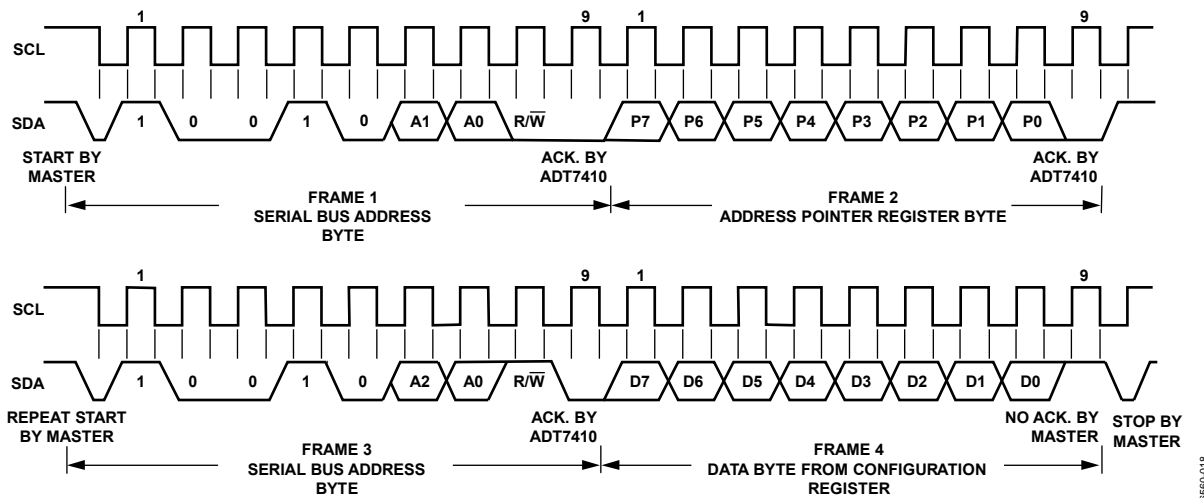 1 9 1 9
SCL
SDA 1 0 0 1 0 A1 A0 R/W̅ P7 P6 P5 P4 P3 P2 P1 P0
START BY
MASTER
ACK. BY
ADT7410
ACK. BY
ADT7410
FRAME 1
SERIAL BUS ADDRESS
BYTE
FRAME 2
ADDRESS POINTER REGISTER BYTE
1 9 1 9
SCL
SDA 1 0 0 1 0 A2 A0 R/W̅ D7 D6 D5 D4 D3 D2 D1 D0
REPEAT START
BY MASTER
ACK. BY
ADT7410
NO ACK. BY
MASTER
STOP BY
MASTER
FRAME 3
SERIAL BUS ADDRESS
BYTE
FRAME 4
DATA BYTE FROM CONFIGURATION
REGISTER